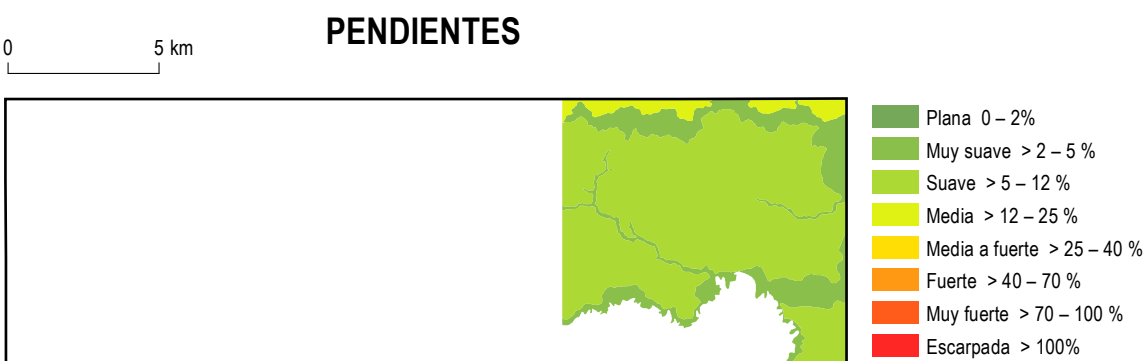 PENDIENTES
0 5 km
Plana 0 – 2%
Muy suave > 2 – 5 %
Suave > 5 – 12 %
Media > 12 – 25 %
Media a fuerte > 25 – 40 %
Fuerte > 40 – 70 %
Muy fuerte > 70 – 100 %
Escarpada > 100%